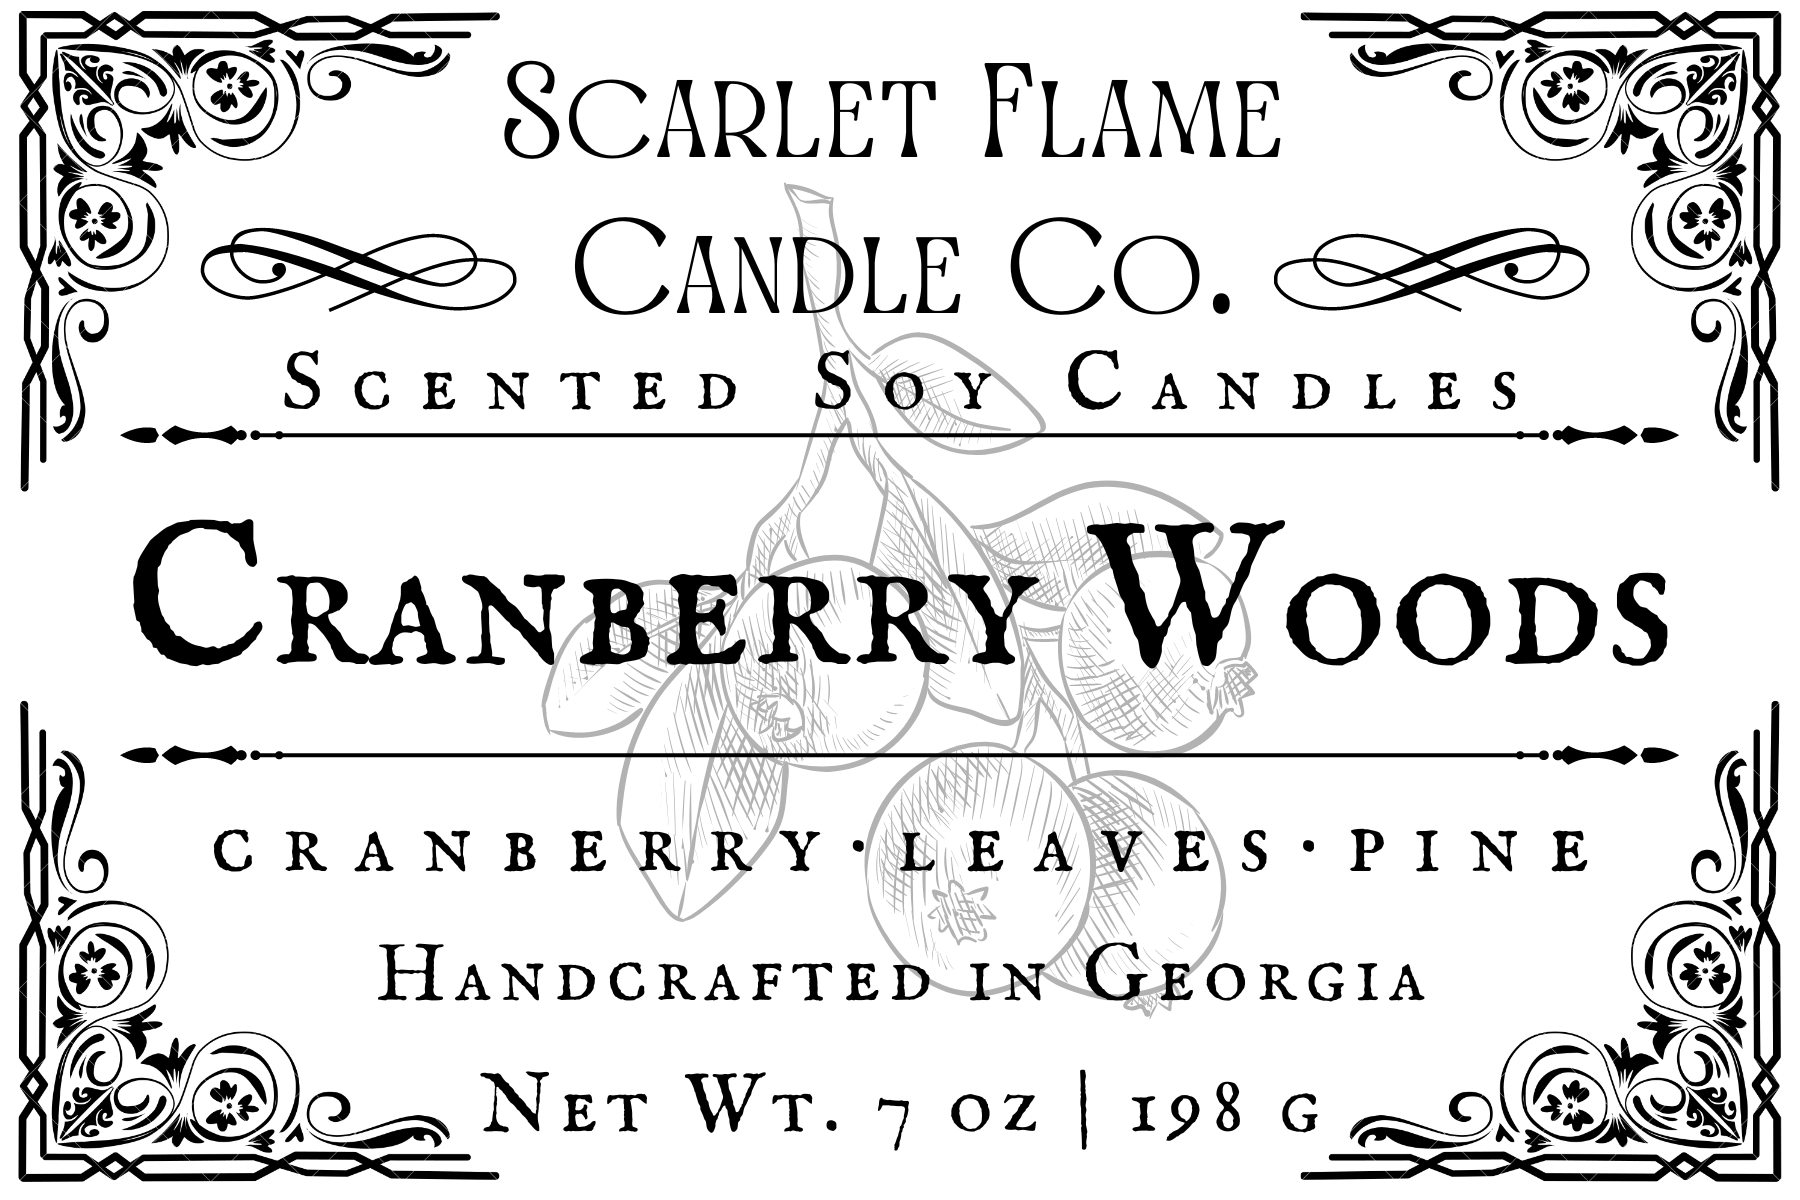 Scarlet Flame
Candle Co.
Scented Soy Candles
Cranberry Woods
CRANBERRY·LEAVES·PINE
Handcrafted in Georgia
Net Wt. 7 oz | 198 g